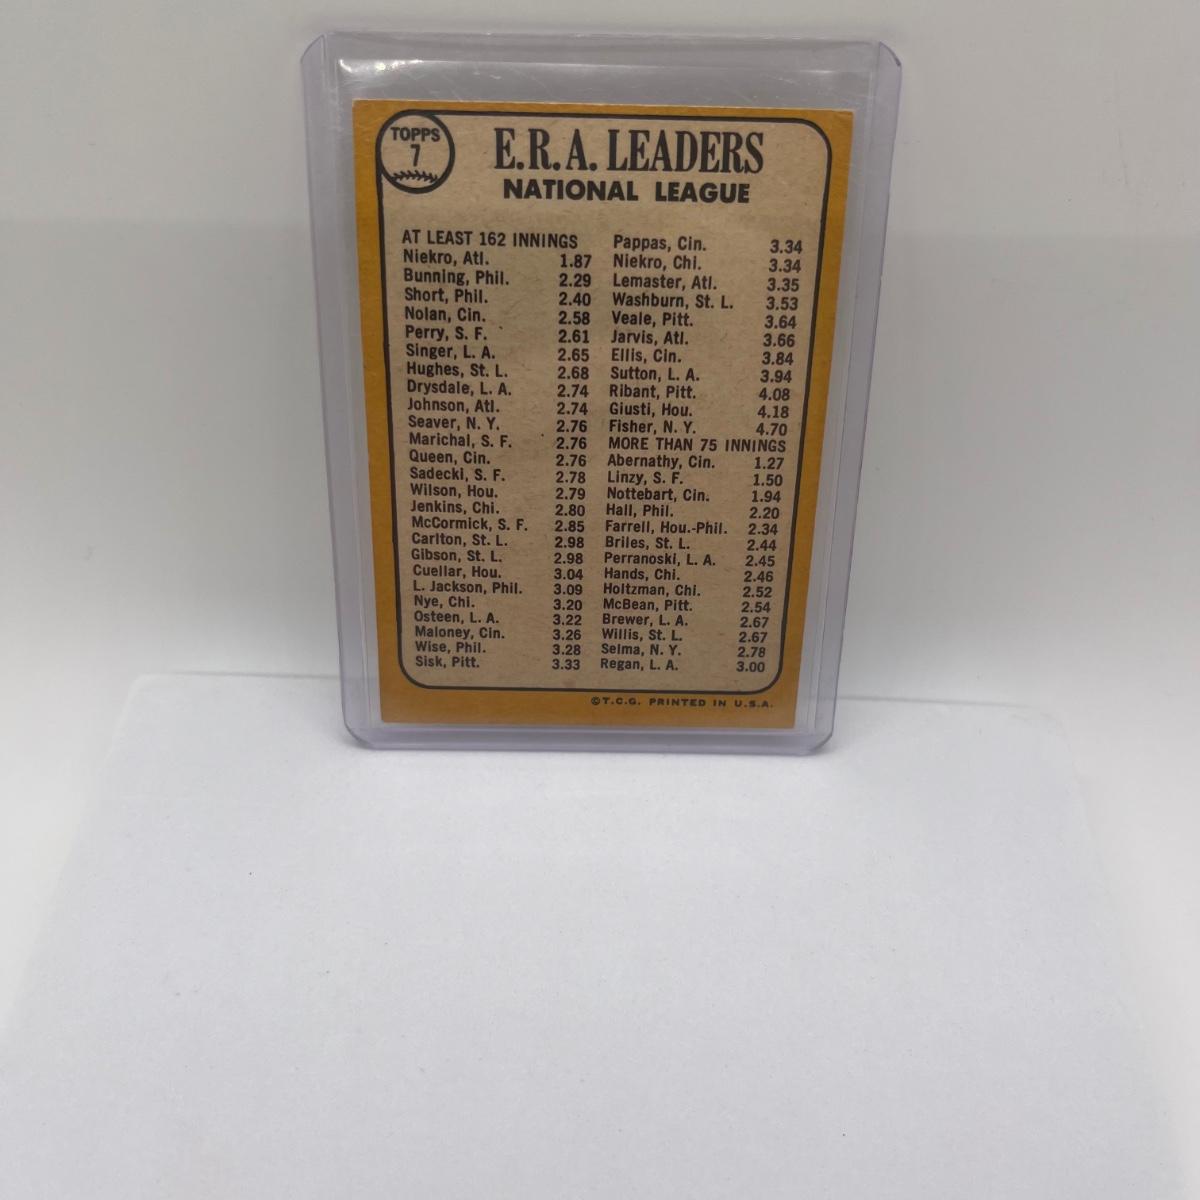 TOPPS
7
E.R.A. LEADERS
NATIONAL LEAGUE
AT LEAST 162 INNINGS
Niekro, Atl. 1.87
Bunning, Phil. 2.29
Short, Phil. 2.40
Nolan, Cin. 2.58
Perry, S. F. 2.61
Singer, L. A. 2.65
Hughes, St. L. 2.68
Drysdale, L. A. 2.74
Johnson, Atl. 2.74
Seaver, N. Y. 2.76
Marichal, S. F. 2.76
Queen, Cin. 2.76
Sadecki, S. F. 2.78
Wilson, Hou. 2.79
Jenkins, Chi. 2.80
McCormick, S. F. 2.85
Carlton, St. L. 2.98
Gibson, St. L. 2.98
Cuellar, Hou. 3.04
L. Jackson, Phil. 3.09
Nye, Chi. 3.20
Osteen, L. A. 3.22
Maloney, Cin. 3.26
Wise, Phil. 3.28
Sisk, Pitt. 3.33
Pappas, Cin. 3.34
Niekro, Chi. 3.34
Lemaster, Atl. 3.35
Washburn, St. L. 3.53
Veale, Pitt. 3.64
Jarvis, Atl. 3.66
Ellis, Cin. 3.84
Sutton, L. A. 3.94
Ribant, Pitt. 4.08
Giusti, Hou. 4.18
Fisher, N. Y. 4.70
MORE THAN 75 INNINGS
Abernathy, Cin. 1.27
Linzy, S. F. 1.50
Nottebart, Cin. 1.94
Hall, Phil. 2.20
Farrell, Hou.-Phil. 2.34
Briles, St. L. 2.44
Perranoski, L. A. 2.45
Hands, Chi. 2.46
Holtzman, Chi. 2.52
McBean, Pitt. 2.54
Brewer, L. A. 2.67
Willis, St. L. 2.67
Selma, N. Y. 2.78
Regan, L. A. 3.00
©T.C.G. PRINTED IN U.S.A.